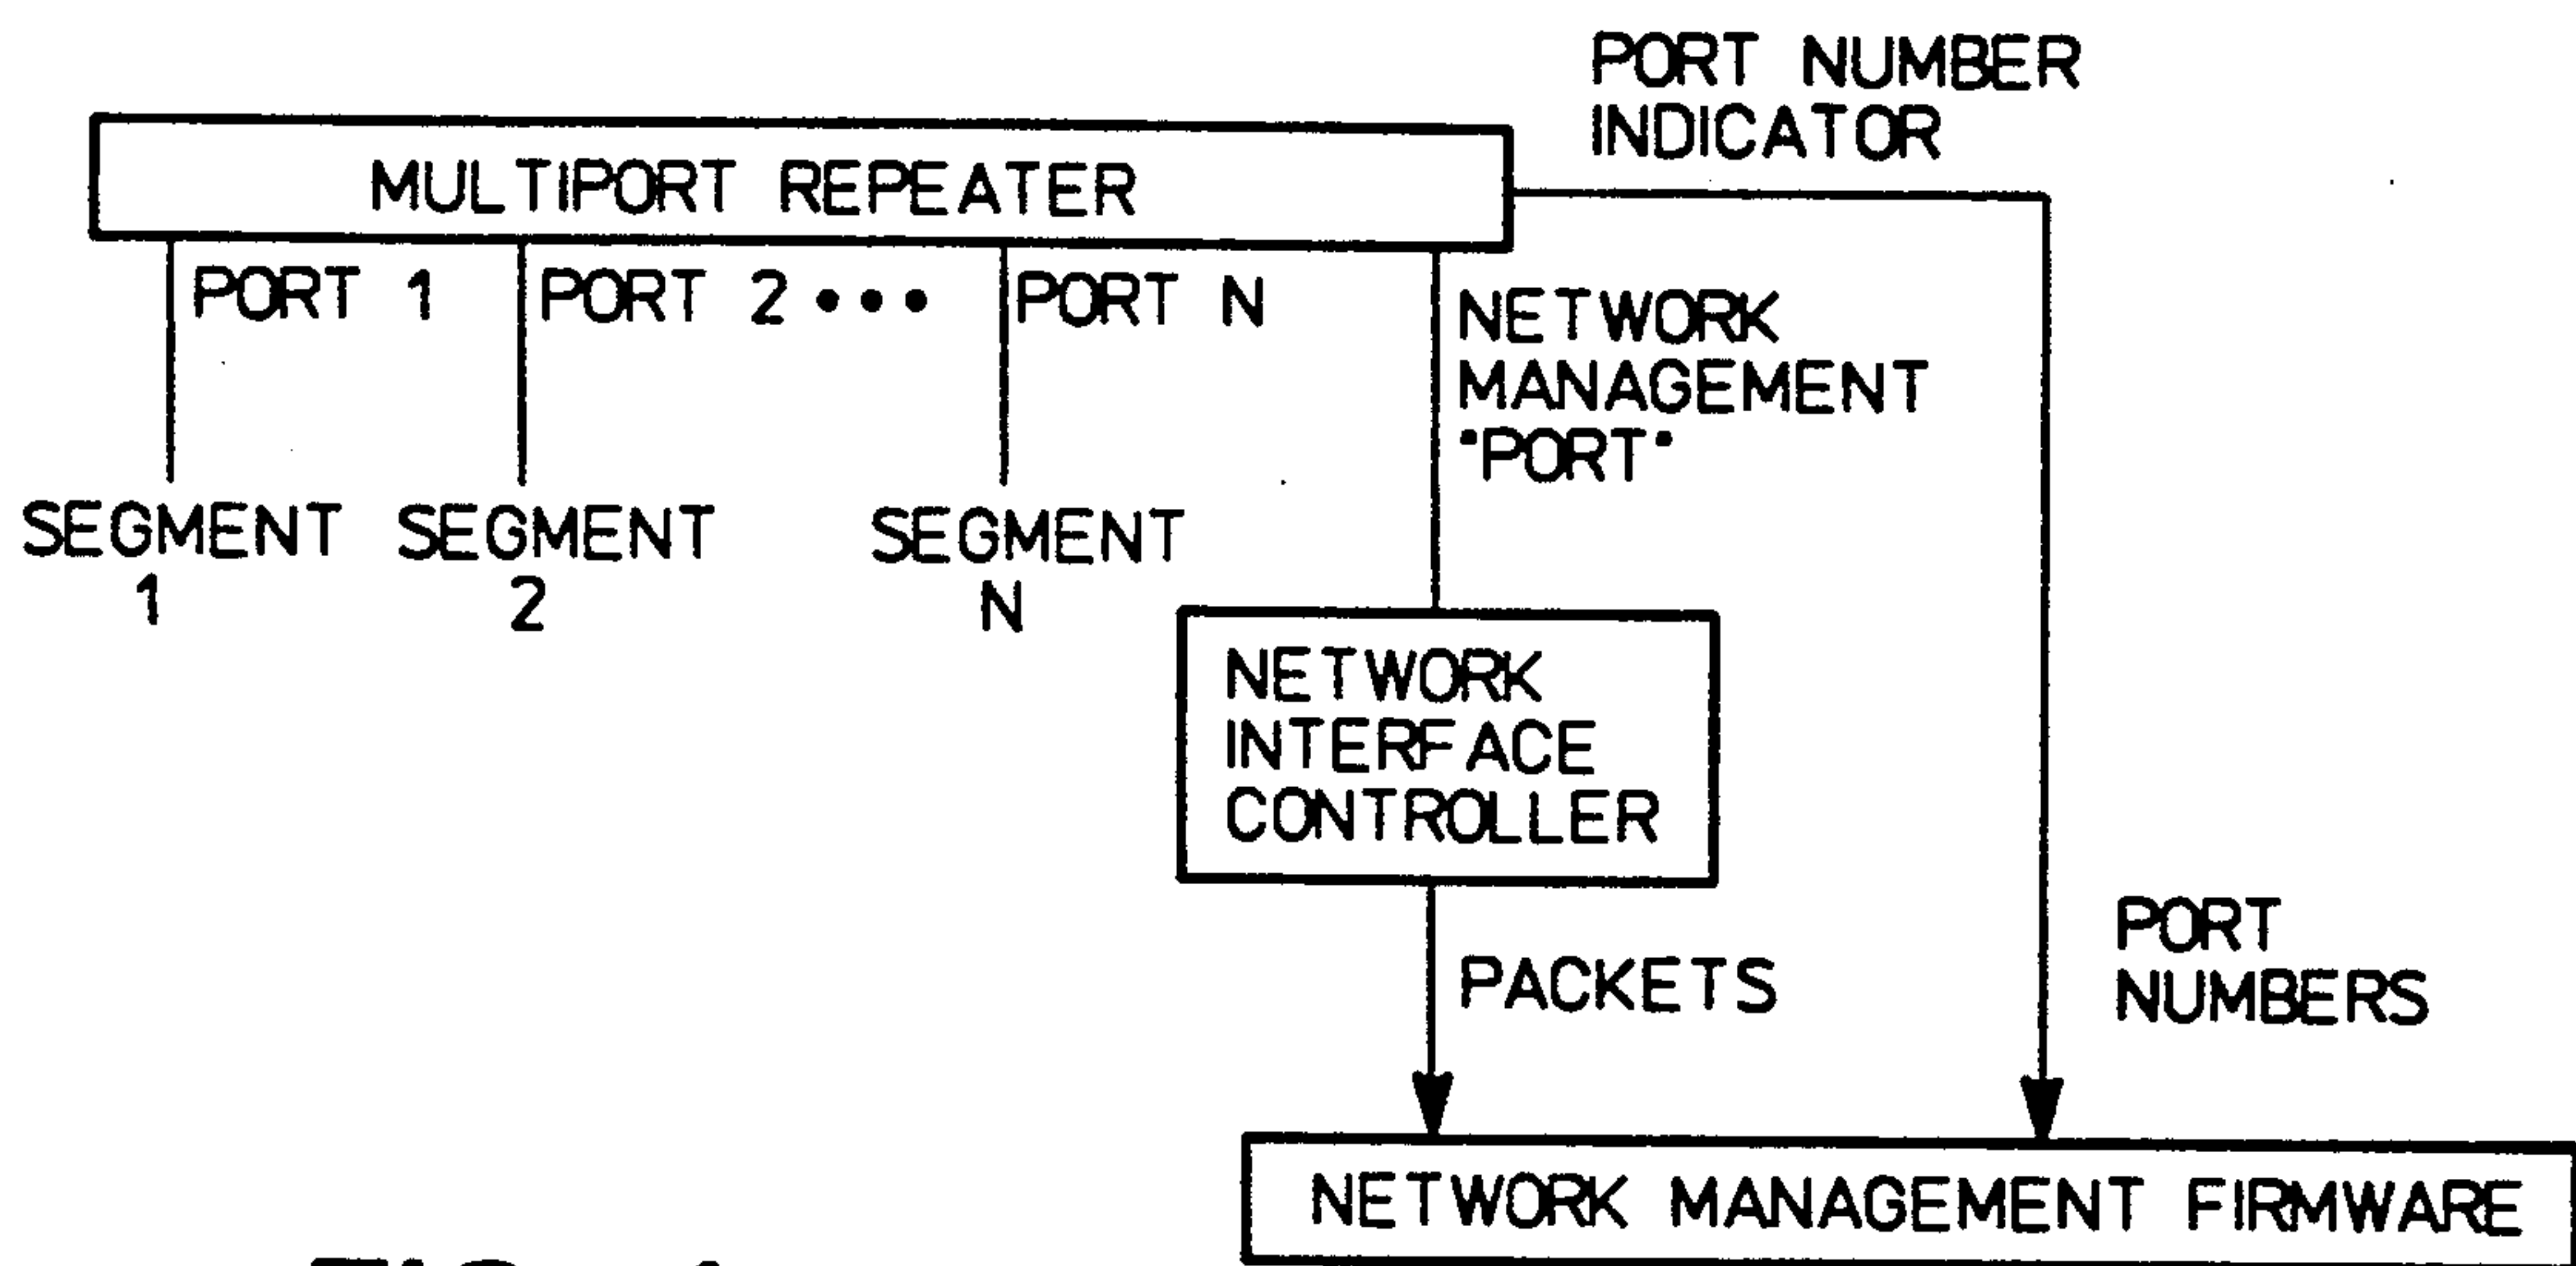 PORT NUMBER
INDICATOR
MULTIPORT REPEATER
PORT 1
PORT 2 •••
PORT N
NETWORK
MANAGEMENT
"PORT"
SEGMENT
1
SEGMENT
2
SEGMENT
N
NETWORK
INTERFACE
CONTROLLER
PACKETS
PORT
NUMBERS
NETWORK MANAGEMENT FIRMWARE